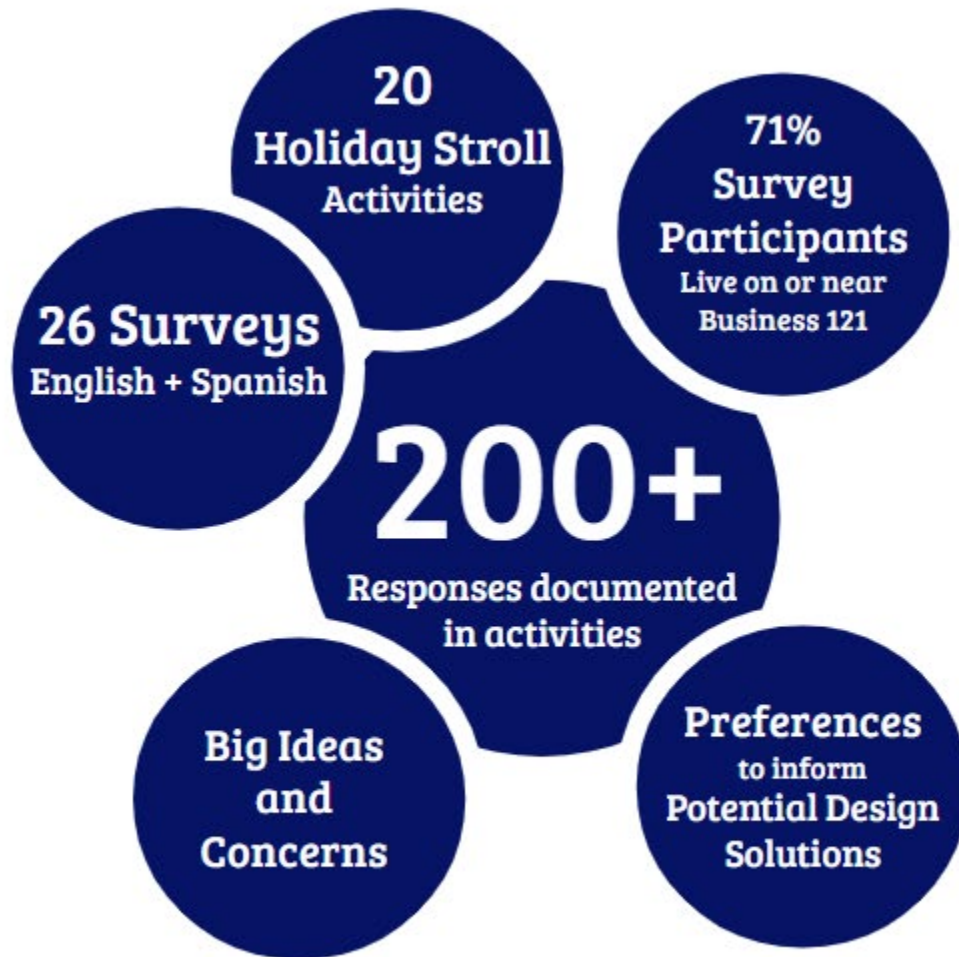 20
Holiday Stroll
Activities
71%
Survey
Participants
Live on or near
Business 121
26 Surveys
English + Spanish
200+
Responses documented
in activities
Big Ideas
and
Concerns
Preferences
to inform
Potential Design
Solutions